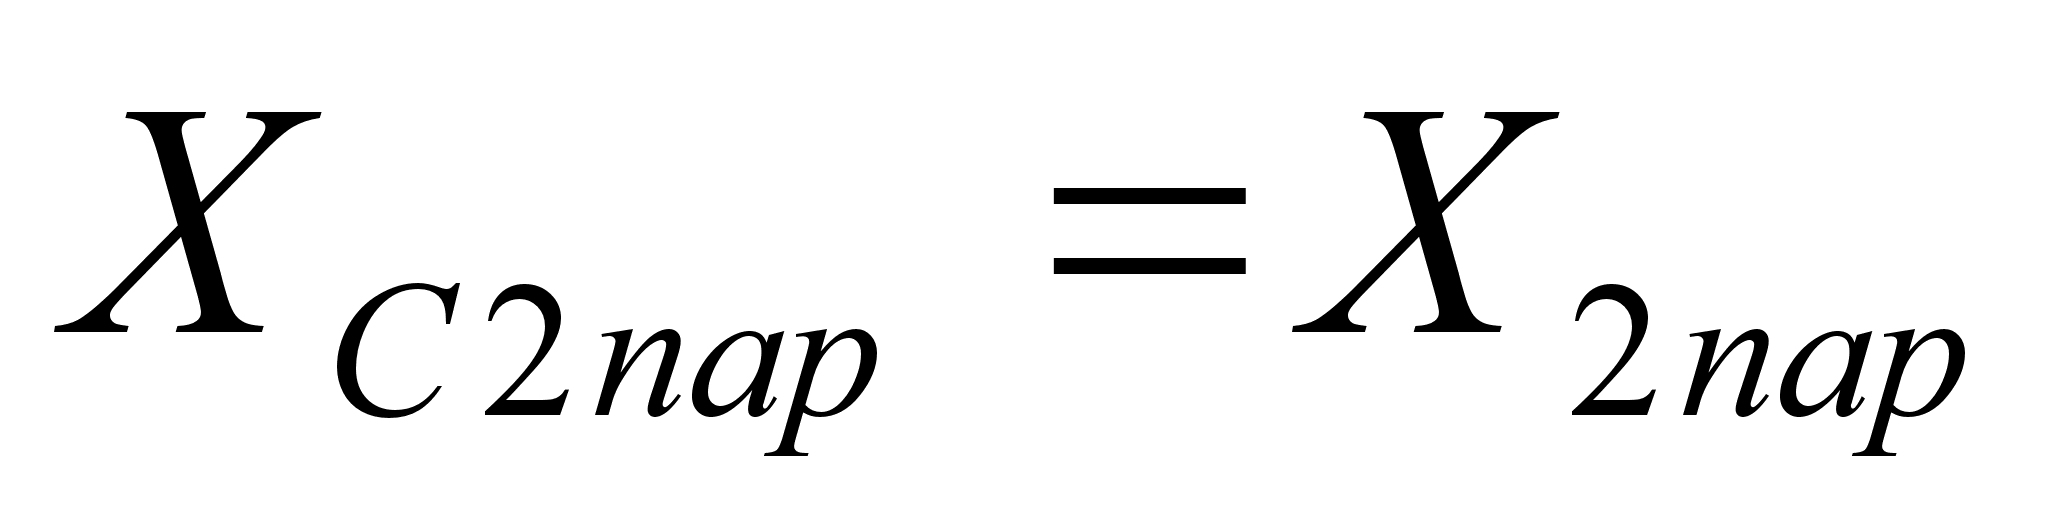 X_{C2nap} = X_{2nap}